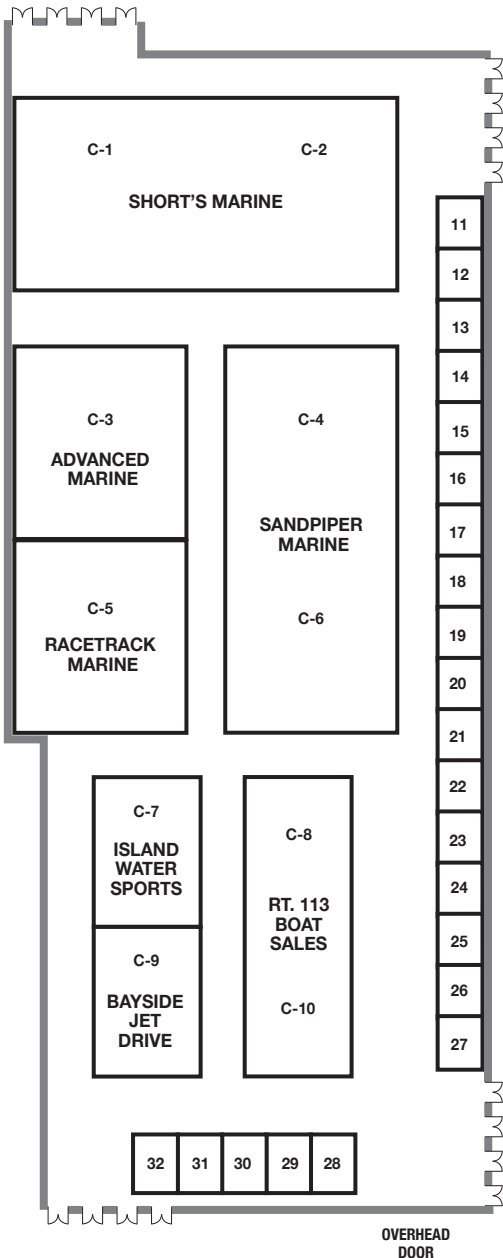 C-1 C-2
SHORT'S MARINE
11
12
13
14
15
16
17
18
19
20
21
22
23
24
25
26
27
C-3
ADVANCED
MARINE
C-4
SANDPIPER
MARINE
C-6
C-5
RACETRACK
MARINE
C-7
ISLAND
WATER
SPORTS
C-8
RT. 113
BOAT
SALES
C-10
C-9
BAYSIDE
JET
DRIVE
32 31 30 29 28
OVERHEAD
DOOR